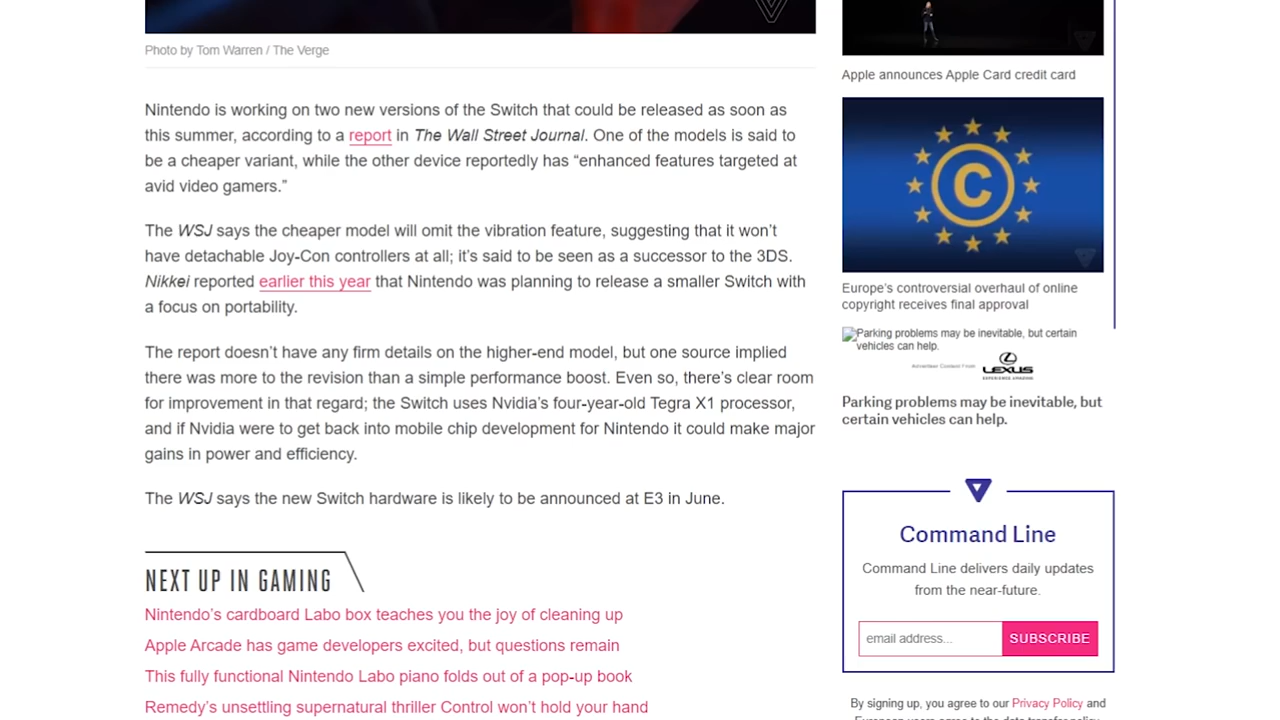 Photo by Tom Warren / The Verge
Nintendo is working on two new versions of the Switch that could be released as soon as
this summer, according to a report in The Wall Street Journal. One of the models is said to
be a cheaper variant, while the other device reportedly has “enhanced features targeted at
avid video gamers.”
The WSJ says the cheaper model will omit the vibration feature, suggesting that it won’t
have detachable Joy-Con controllers at all; it’s said to be seen as a successor to the 3DS.
Nikkei reported earlier this year that Nintendo was planning to release a smaller Switch with
a focus on portability.
The report doesn’t have any firm details on the higher-end model, but one source implied
there was more to the revision than a simple performance boost. Even so, there’s clear room
for improvement in that regard; the Switch uses Nvidia’s four-year-old Tegra X1 processor,
and if Nvidia were to get back into mobile chip development for Nintendo it could make major
gains in power and efficiency.
The WSJ says the new Switch hardware is likely to be announced at E3 in June.
NEXT UP IN GAMING
Nintendo’s cardboard Labo box teaches you the joy of cleaning up
Apple Arcade has game developers excited, but questions remain
This fully functional Nintendo Labo piano folds out of a pop-up book
Remedy’s unsettling supernatural thriller Control won’t hold your hand
Apple announces Apple Card credit card
C
Europe’s controversial overhaul of online
copyright receives final approval
Parking problems may be inevitable, but certain
vehicles can help.
Advertiser Content From
LEXUS
EXPERIENCE AMAZING
Parking problems may be inevitable, but
certain vehicles can help.
Command Line
Command Line delivers daily updates
from the near-future.
email address...
SUBSCRIBE
By signing up, you agree to our Privacy Policy and
European users agree to the data transfer policy.